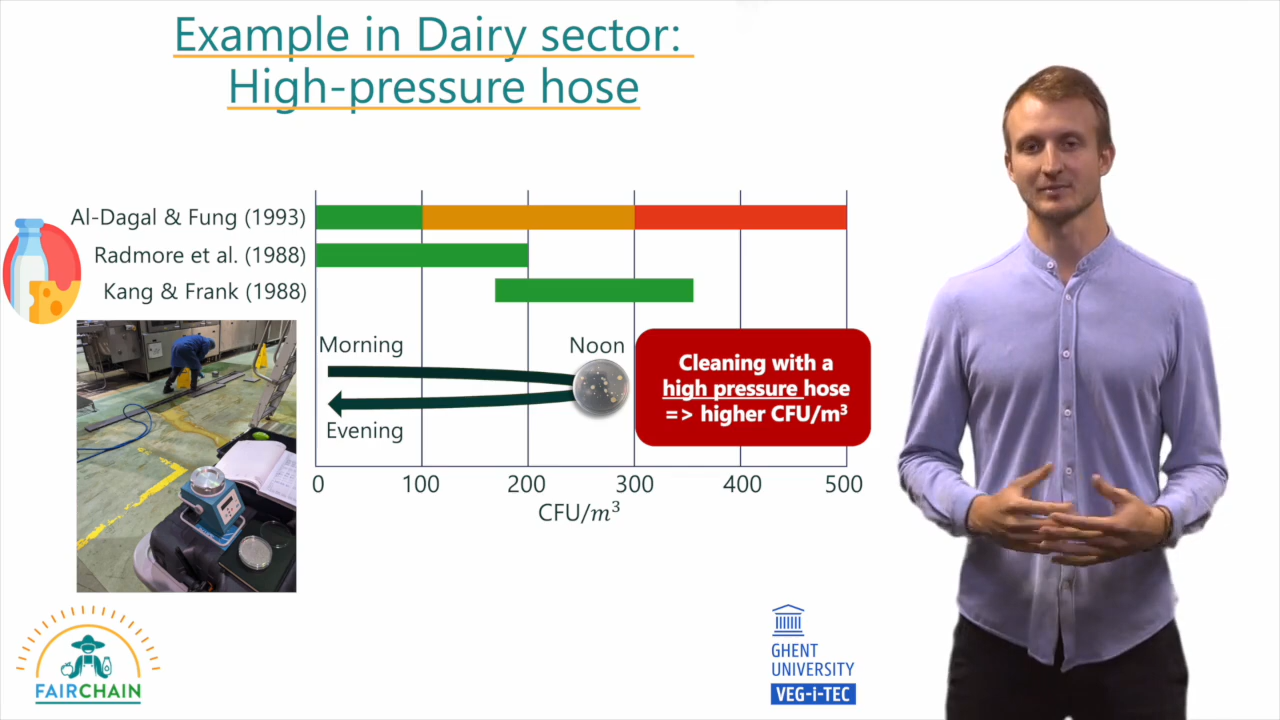 Example in Dairy sector:
High-pressure hose
Al-Dagal & Fung (1993)
Radmore et al. (1988)
Kang & Frank (1988)
Morning
Noon
Evening
Cleaning with a
high pressure hose
=> higher CFU/m³
0 100 200 300 400 500
CFU/m³
FAIRCHAIN
GHENT
UNIVERSITY
VEG-i-TEC